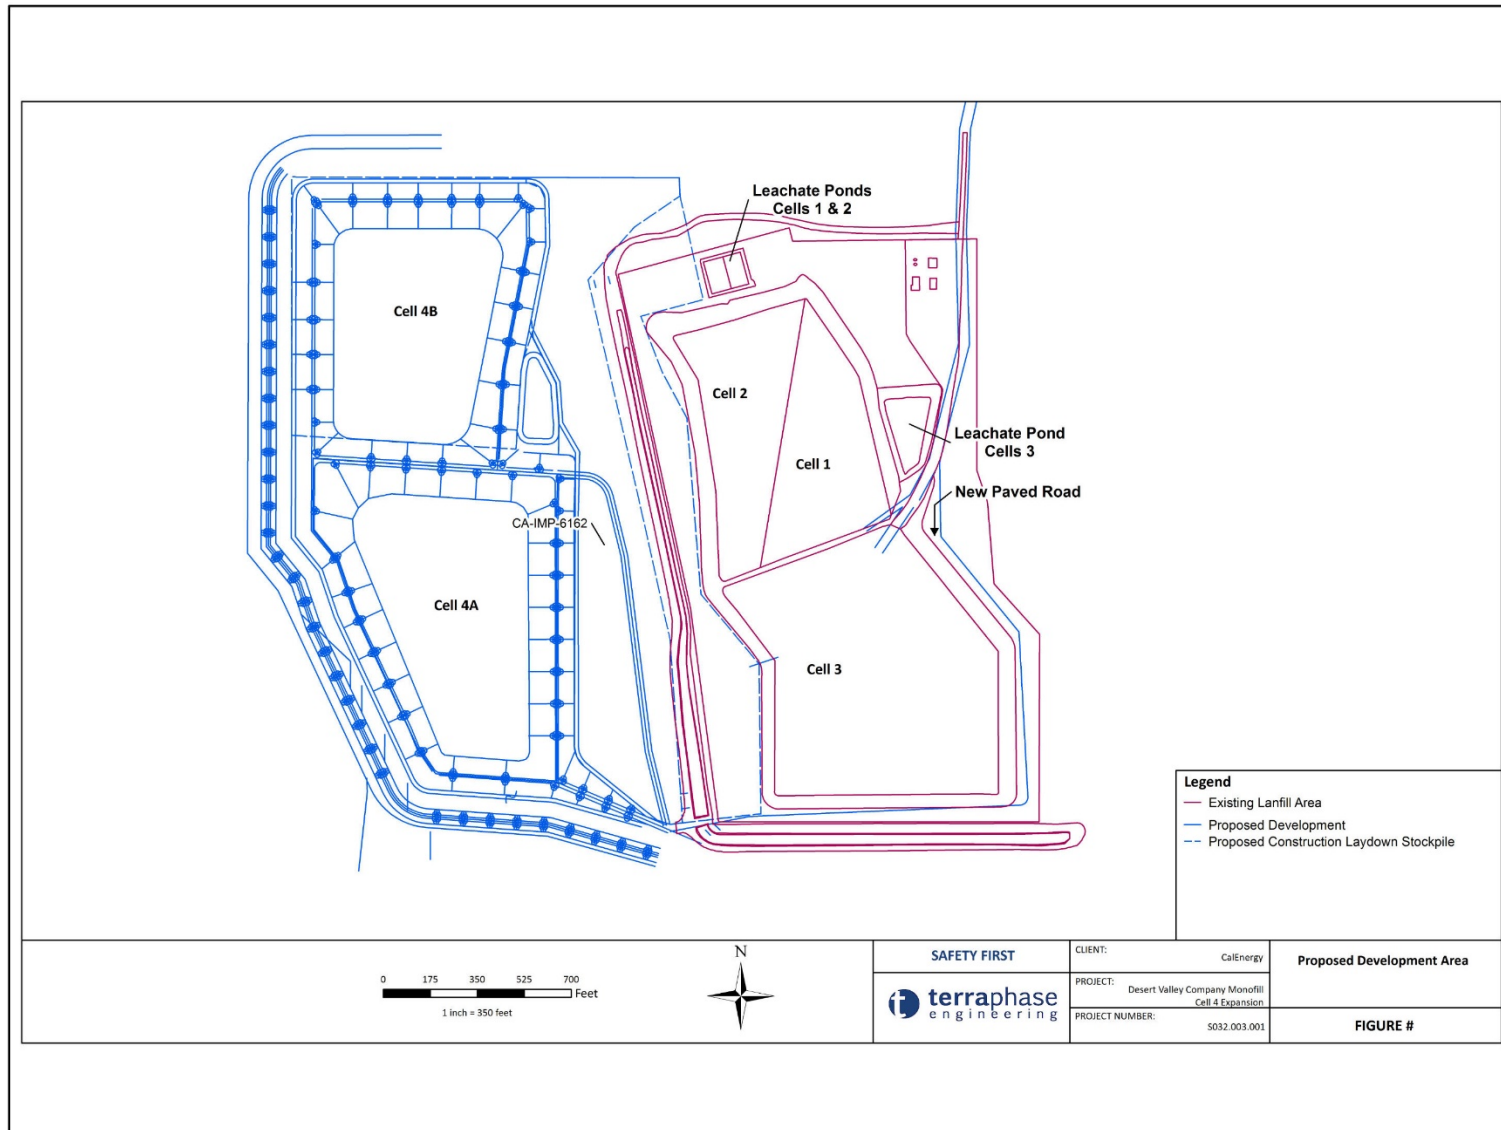 Leachate Ponds
Cells 1 & 2
Cell 4B
Cell 2
Leachate Pond
Cells 3
Cell 1
New Paved Road
CA-IMP-6162
Cell 4A
Cell 3
Legend
Existing Lanfill Area
Proposed Development
Proposed Construction Laydown Stockpile
0 175 350 525 700
Feet
1 inch = 350 feet
N
SAFETY FIRST
terraphase
engineering
CLIENT:
CalEnergy
PROJECT:
Desert Valley Company Monofill
Cell 4 Expansion
PROJECT NUMBER:
S032.003.001
Proposed Development Area
FIGURE #